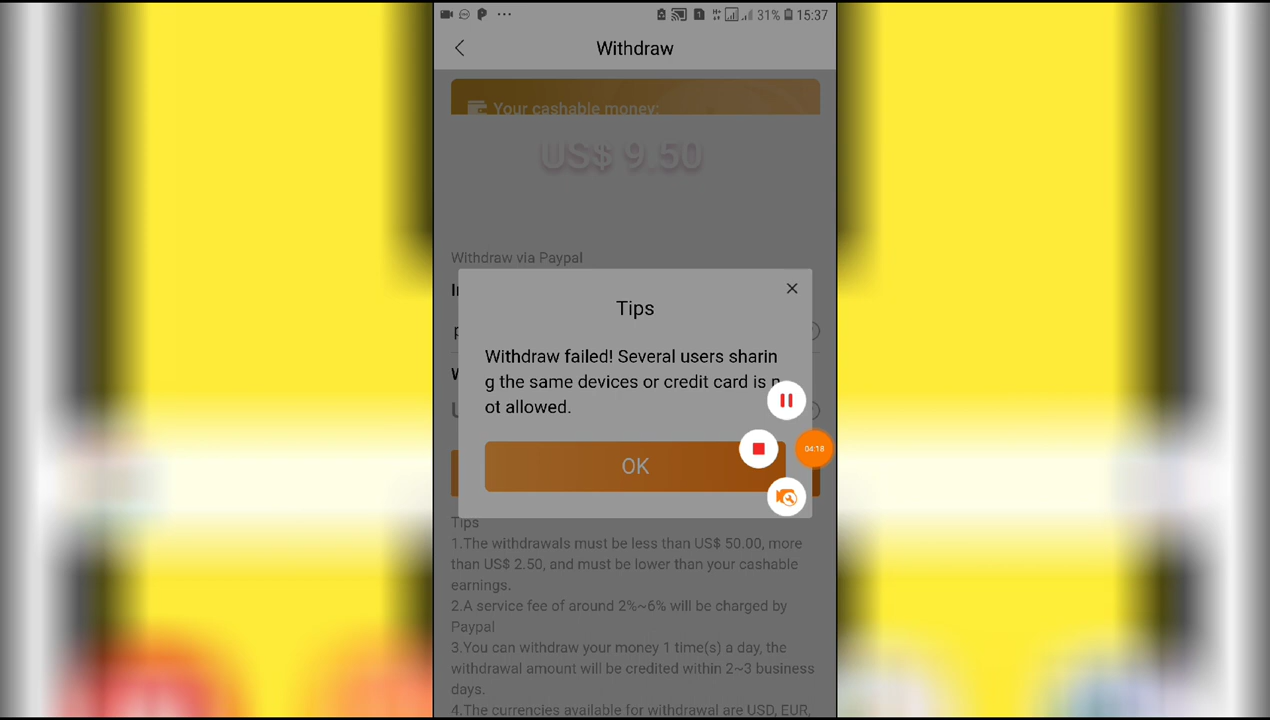 31% 15:37
Withdraw
Your cashable money:
US$ 9.50
Withdraw via Paypal
Tips
Withdraw failed! Several users sharin
g the same devices or credit card is n
ot allowed.
04:18
OK
Tips
1.The withdrawals must be less than US$ 50.00, more
than US$ 2.50, and must be lower than your cashable
earnings.
2.A service fee of around 2%~6% will be charged by
Paypal
3.You can withdraw your money 1 time(s) a day, the
withdrawal amount will be credited within 2~3 business
days.
4.The currencies available for withdrawal are USD, EUR,